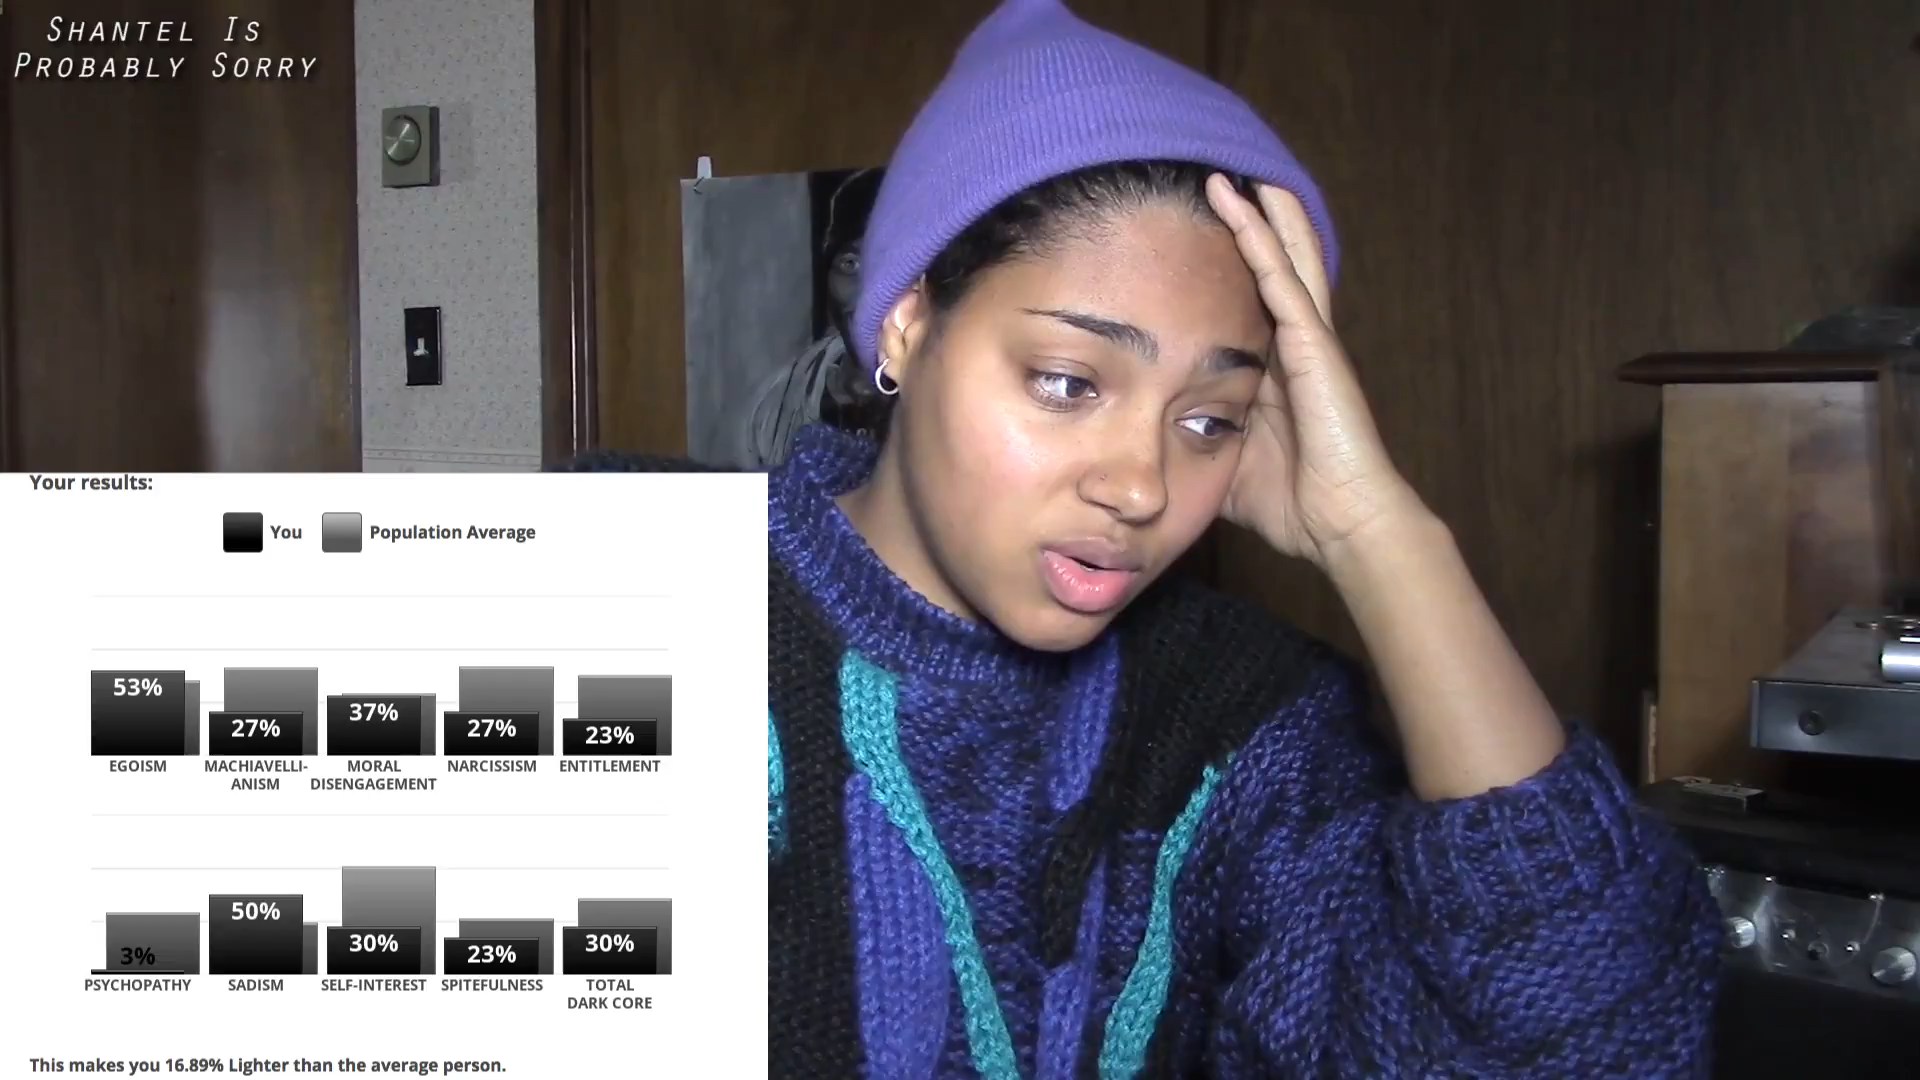 SHANTEL IS
PROBABLY SORRY
Your results:
You Population Average
53% 27% 37% 27% 23%
EGOISM MACHIAVELLI-
ANISM MORAL
DISENGAGEMENT NARCISSISM ENTITLEMENT
3% 50% 30% 23% 30%
PSYCHOPATHY SADISM SELF-INTEREST SPITEFULNESS TOTAL
DARK CORE
This makes you 16.89% Lighter than the average person.